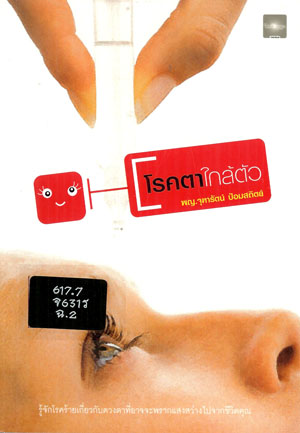 โรคตาใกล้ตัว
พญ.จุฑารัตน์ ป้อมสถิตย์
617.7
จ631ร
ฉ.2
รู้จักโรคร้ายเกี่ยวกับดวงตาที่อาจจะพรากแสงสว่างไปจากชีวิตคุณ